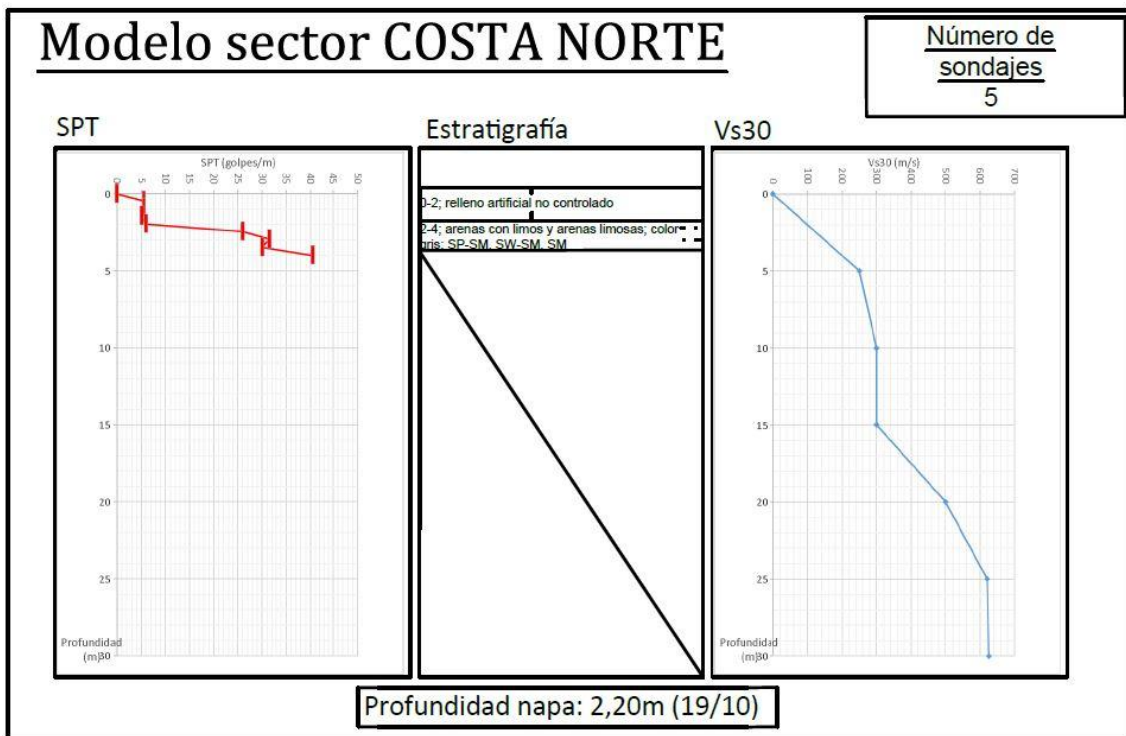 Modelo sector COSTA NORTE
Número de
sondajes
5
SPT
Estratigrafía
Vs30
SPT (golpes/m)
0 5 10 15 20 25 30 35 40 45 50
0
5
10
15
20
25
30
Profundidad
(m)
0-2; relleno artificial no controlado
2-4; arenas con limos y arenas limosas; color
gris; SP-SM, SW-SM, SM
Vs30 (m/s)
0 100 200 300 400 500 600 700
0
5
10
15
20
25
30
Profundidad
(m)
Profundidad napa: 2,20m (19/10)